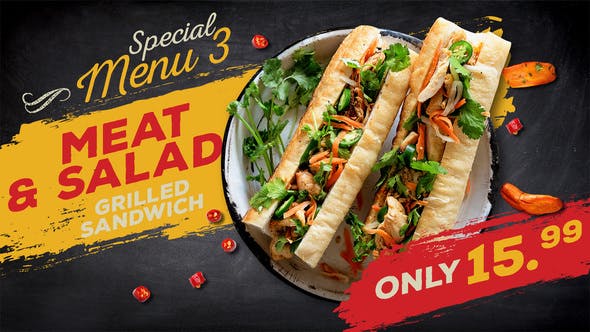 Special
Menu 3
MEAT
& SALAD
GRILLED
SANDWICH
ONLY 15.99